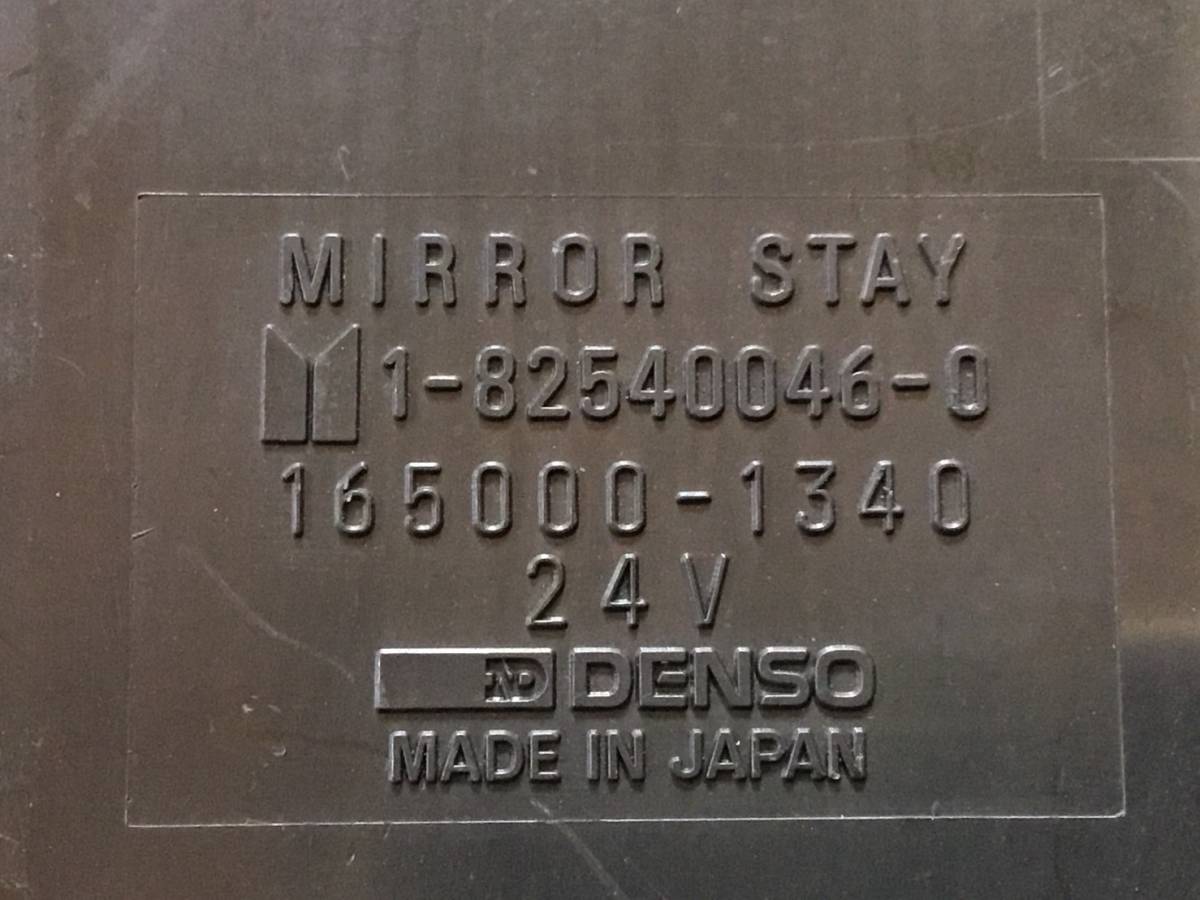 MIRROR STAY
1-82540046-0
165000-1340
24V
ND DENSO
MADE IN JAPAN